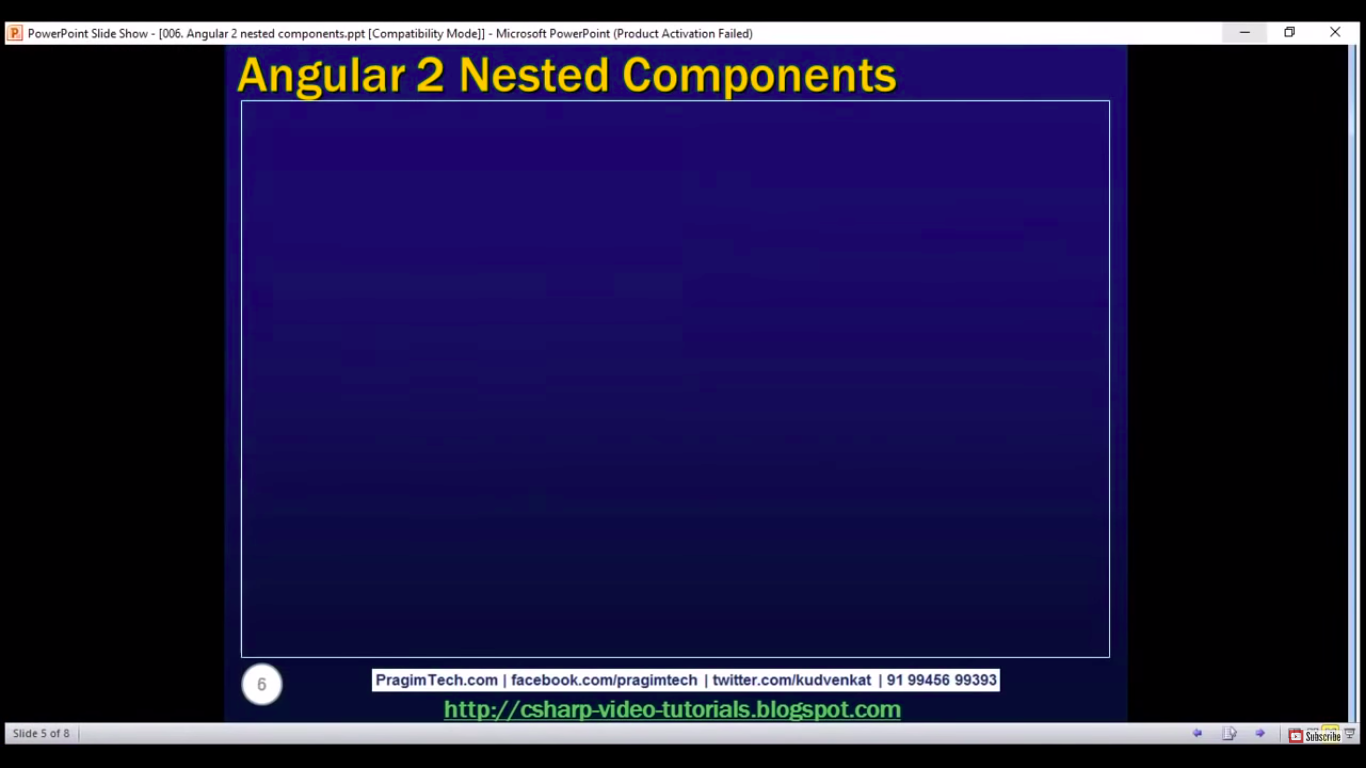 PowerPoint Slide Show - [006. Angular 2 nested components.ppt [Compatibility Mode]] - Microsoft PowerPoint (Product Activation Failed)
Angular 2 Nested Components
6
PragimTech.com | facebook.com/pragimtech | twitter.com/kudvenkat | 91 99456 99393
http://csharp-video-tutorials.blogspot.com
Slide 5 of 8
Subscribe